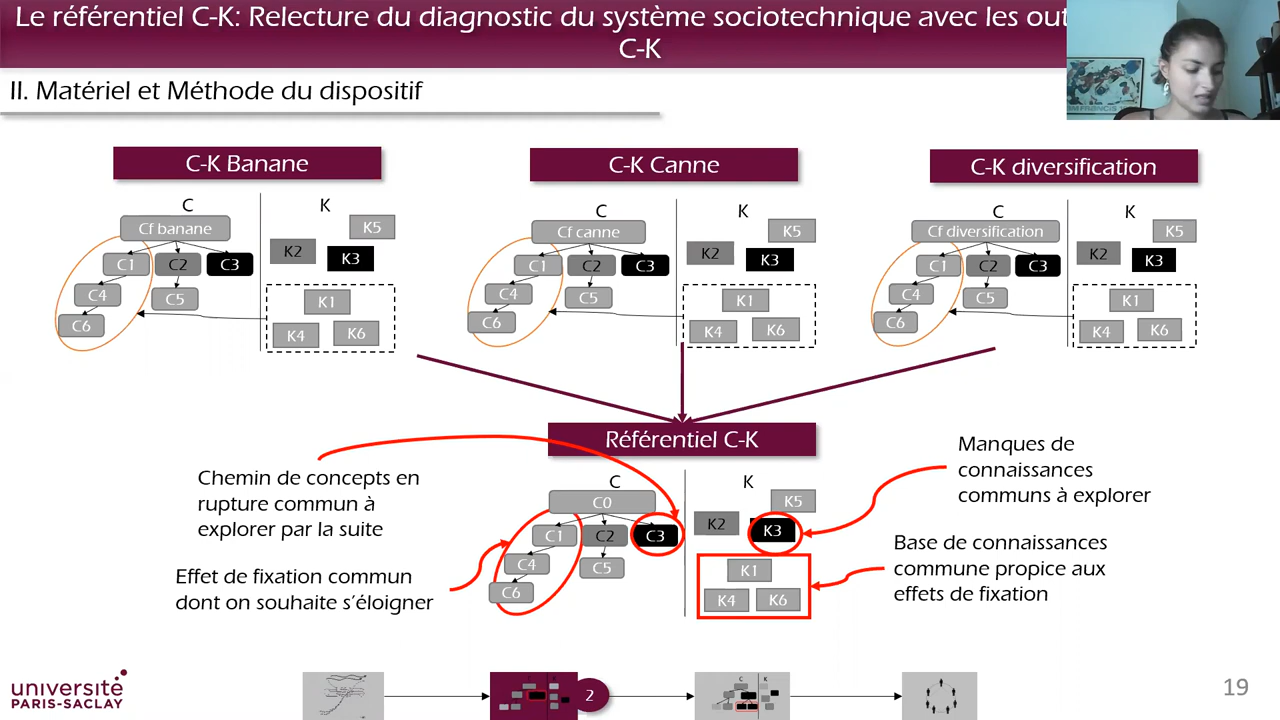 Le référentiel C-K: Relecture du diagnostic du système sociotechnique avec les
C-K
II. Matériel et Méthode du dispositif
C-K Banane
C-K Canne
C-K diversification
C
K
Cf banane
K5
K2
K3
C1
C2
C3
C4
C5
C6
K1
K4
K6
C
K
Cf canne
K5
K2
K3
C1
C2
C3
C4
C5
C6
K1
K4
K6
C
K
Cf diversification
K5
K2
K3
C1
C2
C3
C4
C5
C6
K1
K4
K6
Référentiel C-K
Chemin de concepts en
rupture commun à
explorer par la suite
Effet de fixation commun
dont on souhaite s'éloigner
C
K
C0
K5
K2
K3
C1
C2
C3
C4
C5
C6
K1
K4
K6
Manques de
connaissances
communs à explorer
Base de connaissances
commune propice aux
effets de fixation
université
PARIS-SACLAY
2
19